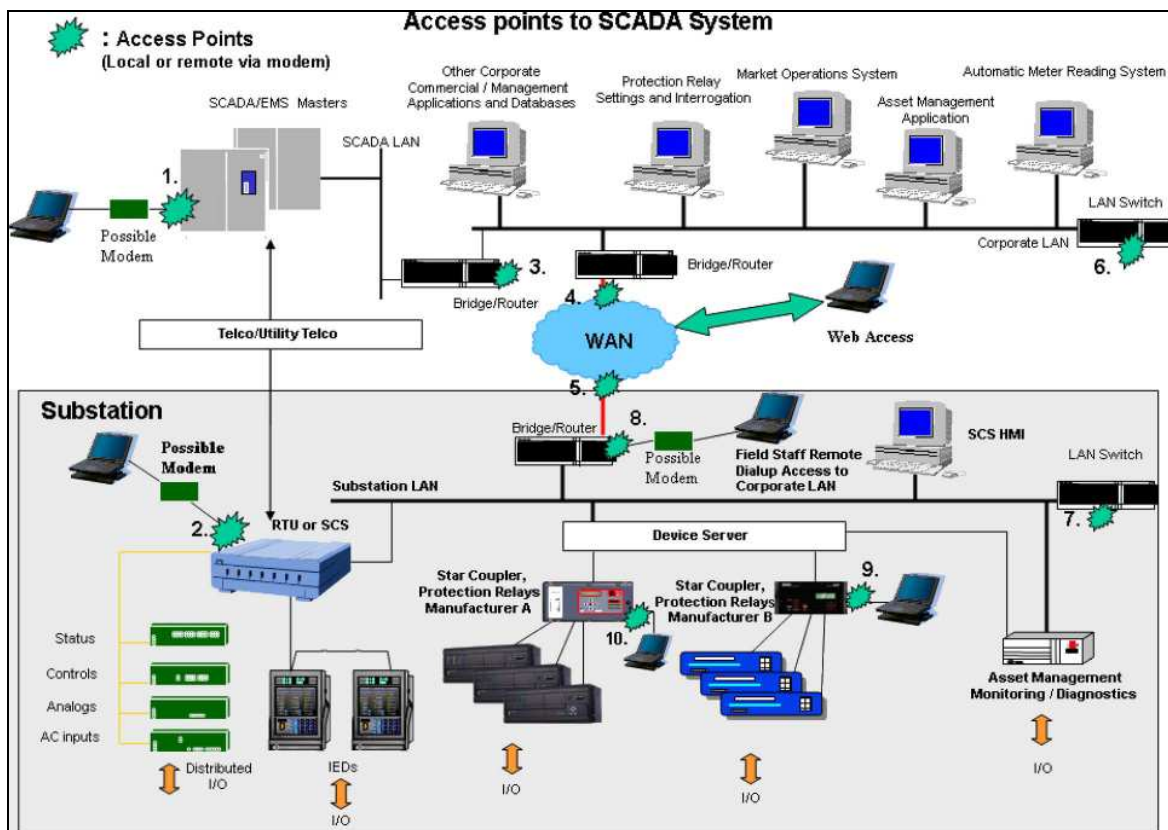 Access points to SCADA System
: Access Points
(Local or remote via modem)
SCADA/EMS Masters
SCADA LAN
Other Corporate
Commercial / Management
Applications and Databases
Protection Relay
Settings and Interrogation
Market Operations System
Asset Management
Application
Automatic Meter Reading System
LAN Switch
1.
Possible
Modem
Corporate LAN
6.
3.
Bridge/Router
Bridge/Router
4.
Telco/Utility Telco
WAN
Web Access
5.
Substation
Possible
Modem
Bridge/Router
8.
Possible
Modem
Field Staff Remote
Dialup Access to
Corporate LAN
SCS HMI
LAN Switch
Substation LAN
2.
RTU or SCS
7.
Device Server
Star Coupler,
Protection Relays
Manufacturer A
10.
Star Coupler,
Protection Relays
Manufacturer B
9.
Status
Controls
Analogs
AC inputs
Asset Management
Monitoring / Diagnostics
Distributed
I/O
IEDs
I/O
I/O
I/O
I/O